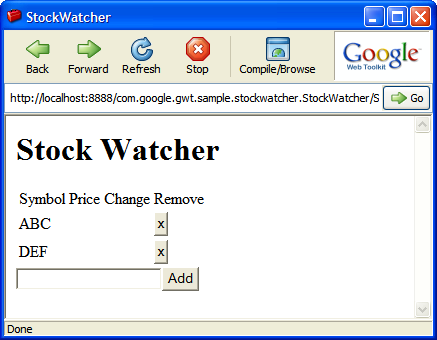 StockWatcher
Back Forward Refresh Stop Compile/Browse Google
Web Toolkit
http://localhost:8888/com.google.gwt.sample.stockwatcher.StockWatcher/S Go
Stock Watcher
Symbol Price Change Remove
ABC x
DEF x
Add
Done